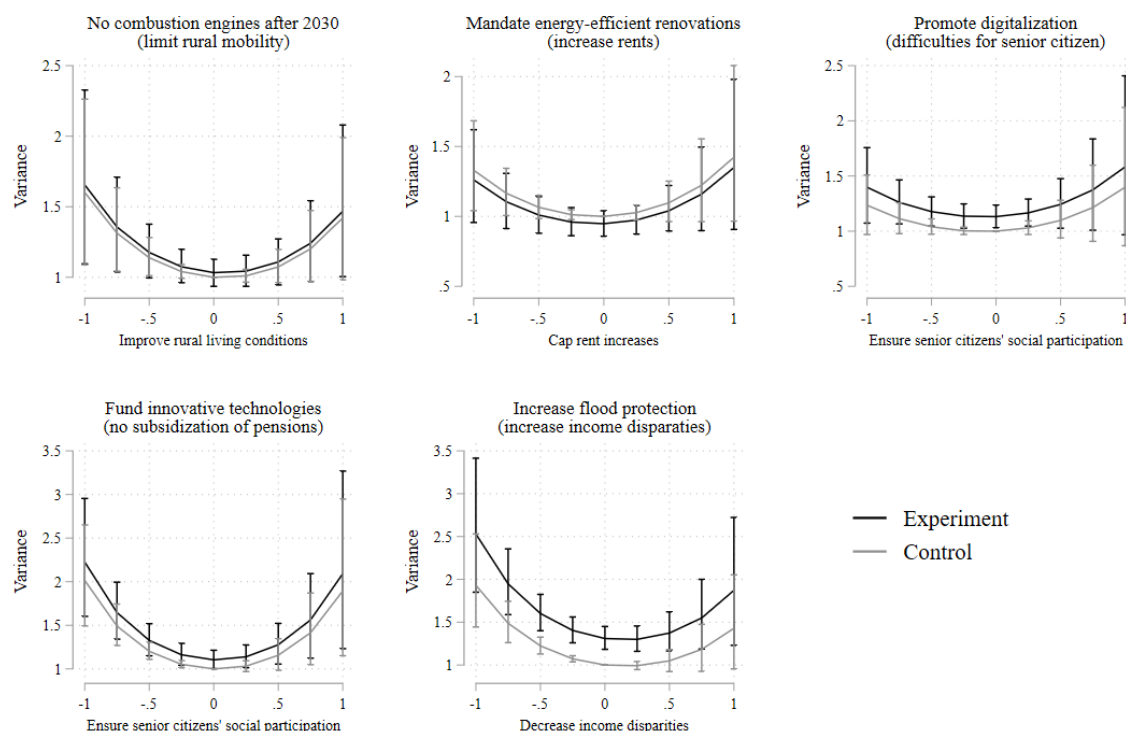 No combustion engines after 2030
(limit rural mobility)
2.5
2
1.5
1
Variance
-1 -.5 0 .5 1
Improve rural living conditions
Mandate energy-efficient renovations
(increase rents)
2
1.5
1
.5
Variance
-1 -.5 0 .5 1
Cap rent increases
Promote digitalization
(difficulties for senior citizen)
2.5
2
1.5
1
.5
Variance
-1 -.5 0 .5 1
Ensure senior citizens' social participation
Fund innovative technologies
(no subsidization of pensions)
3.5
3
2.5
2
1.5
1
Variance
-1 -.5 0 .5 1
Ensure senior citizens' social participation
Increase flood protection
(increase income disparaties)
3.5
3
2.5
2
1.5
1
Variance
-1 -.5 0 .5 1
Decrease income disparities
Experiment
Control